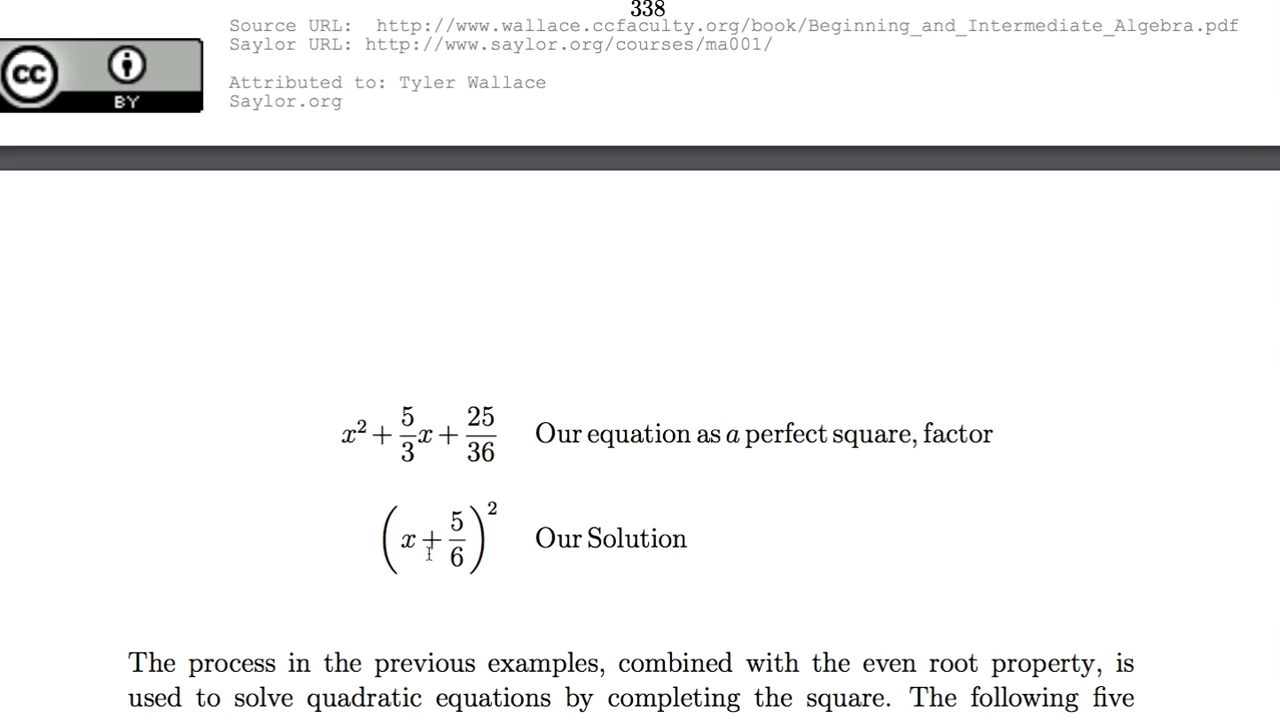 338
Source URL: http://www.wallace.ccfaculty.org/book/Beginning_and_Intermediate_Algebra.pdf
Saylor URL: http://www.saylor.org/courses/ma001/
Attributed to: Tyler Wallace
Saylor.org
cc
BY
x² + 5/3 x + 25/36 Our equation as a perfect square, factor
(x + 5/6)² Our Solution
The process in the previous examples, combined with the even root property, is
used to solve quadratic equations by completing the square. The following five